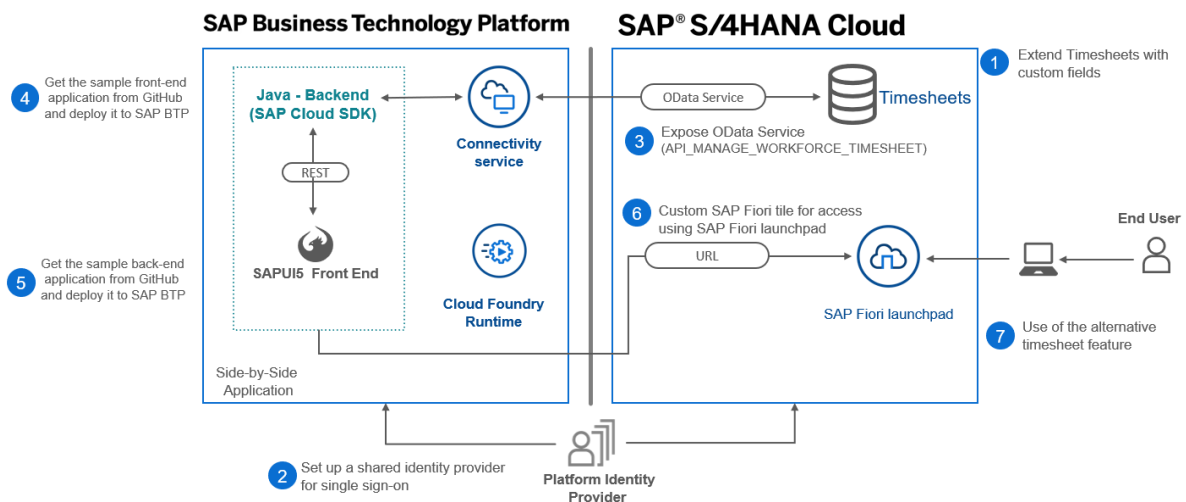 SAP Business Technology Platform
SAP® S/4HANA Cloud
1
Extend Timesheets with
custom fields
4
Get the sample front-end
application from GitHub
and deploy it to SAP BTP
Java - Backend
(SAP Cloud SDK)
Connectivity
service
OData Service
Timesheets
3
Expose OData Service
(API_MANAGE_WORKFORCE_TIMESHEET)
REST
SAPUI5 Front End
5
Get the sample back-end
application from GitHub
and deploy it to SAP BTP
Cloud Foundry
Runtime
6
Custom SAP Fiori tile for access
using SAP Fiori launchpad
URL
SAP Fiori launchpad
End User
7
Use of the alternative
timesheet feature
Side-by-Side
Application
2
Set up a shared identity provider
for single sign-on
Platform Identity
Provider